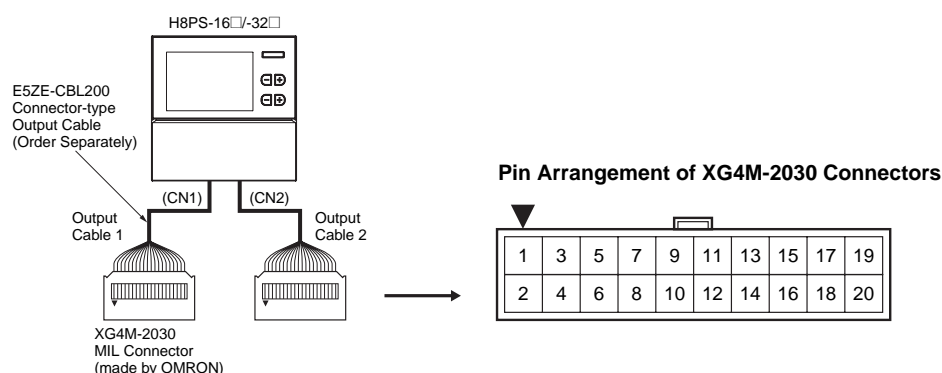 H8PS-16□/-32□
E5ZE-CBL200
Connector-type
Output Cable
(Order Separately)
(CN1)
(CN2)
Output
Cable 1
Output
Cable 2
XG4M-2030
MIL Connector
(made by OMRON)
Pin Arrangement of XG4M-2030 Connectors
1 3 5 7 9 11 13 15 17 19
2 4 6 8 10 12 14 16 18 20